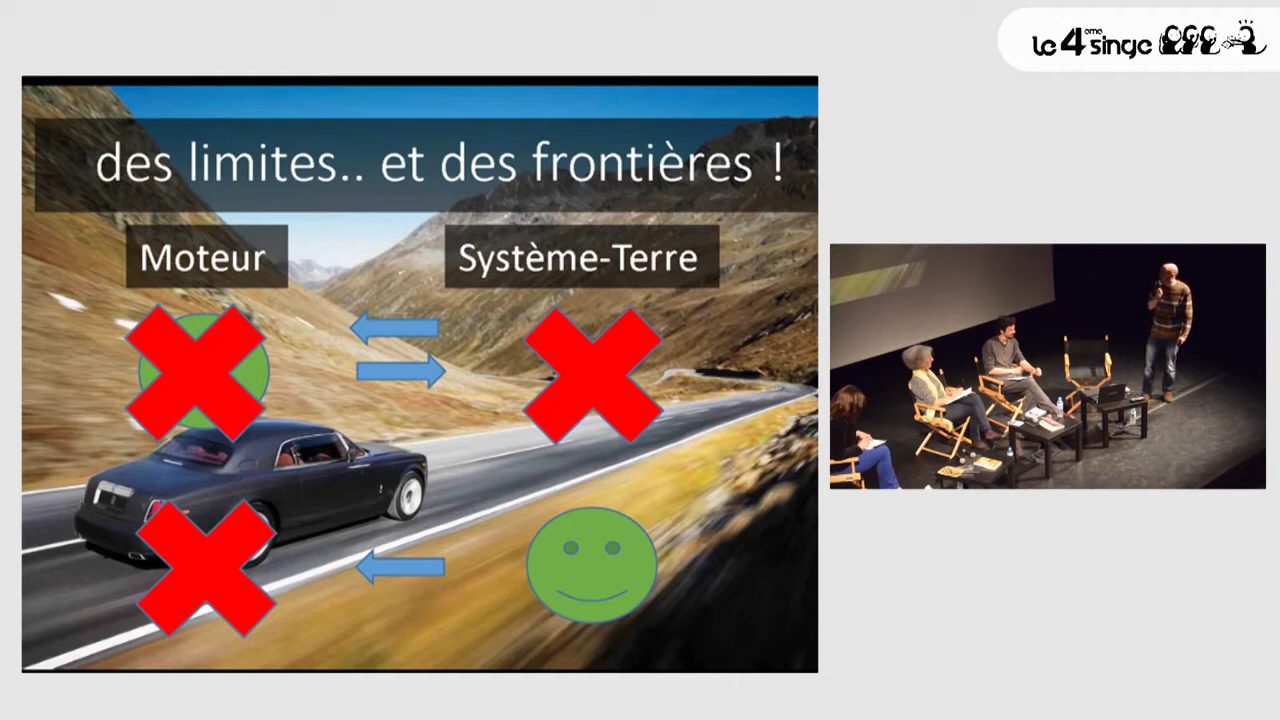 le 4ème singe
des limites.. et des frontières !
Moteur
Système-Terre